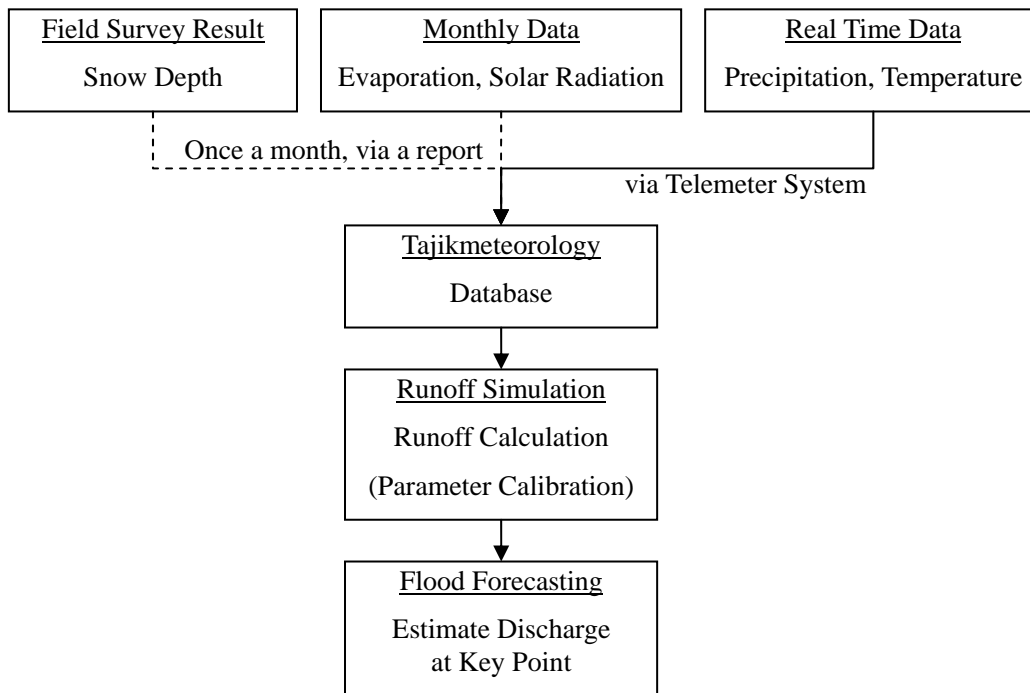 Field Survey Result
Snow Depth
Monthly Data
Evaporation, Solar Radiation
Real Time Data
Precipitation, Temperature
Once a month, via a report
via Telemeter System
Tajikmeteorology
Database
Runoff Simulation
Runoff Calculation
(Parameter Calibration)
Flood Forecasting
Estimate Discharge
at Key Point